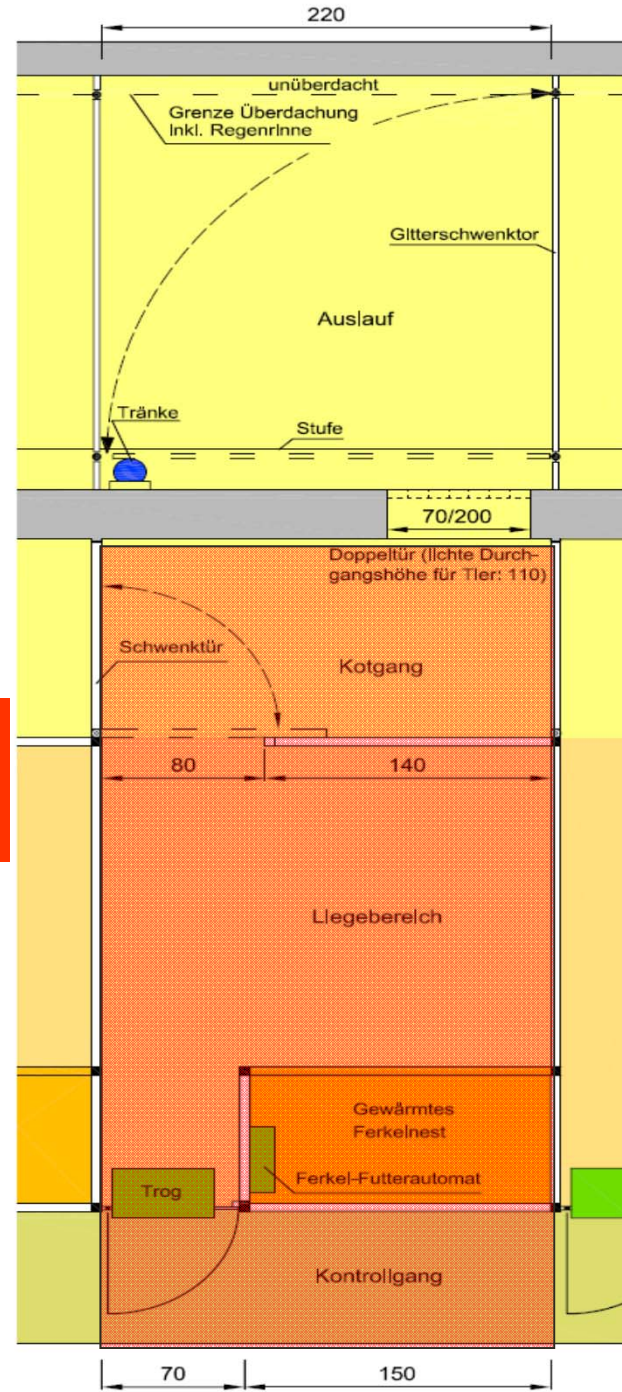 220
unüberdacht
Grenze Überdachung
Inkl. Regenrinne
Gitterschwenktor
Auslauf
Tränke
Stufe
70/200
Doppeltür (lichte Durch-
gangshöhe für Tier: 110)
Schwenktür
Kotgang
80
140
Liegebereich
Gewärmtes
Ferkelnest
Ferkel-Futterautomat
Trog
Kontrollgang
70
150